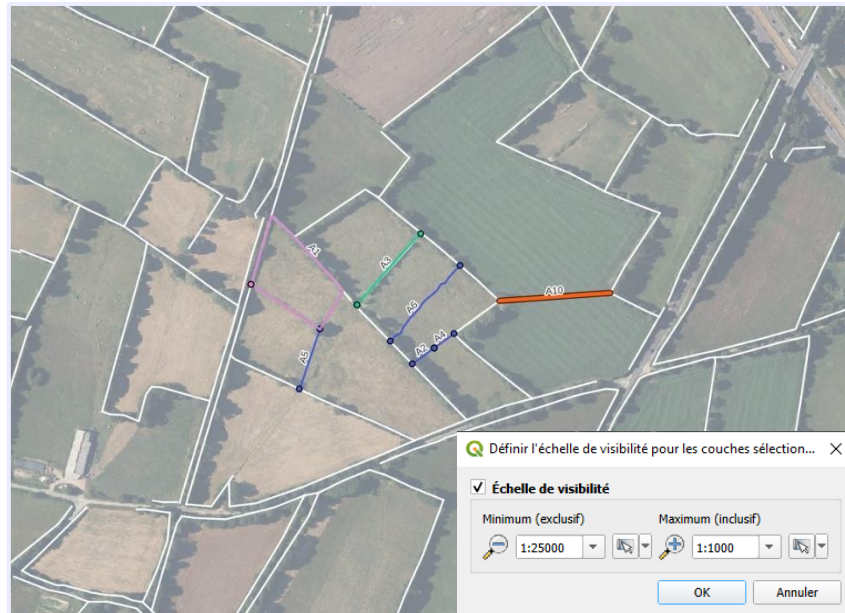 A1
A3
A6
A10
A5
A2
A4
Définir l'échelle de visibilité pour les couches sélection...
Échelle de visibilité
Minimum (exclusif) Maximum (inclusif)
1:25000 1:1000
OK Annuler